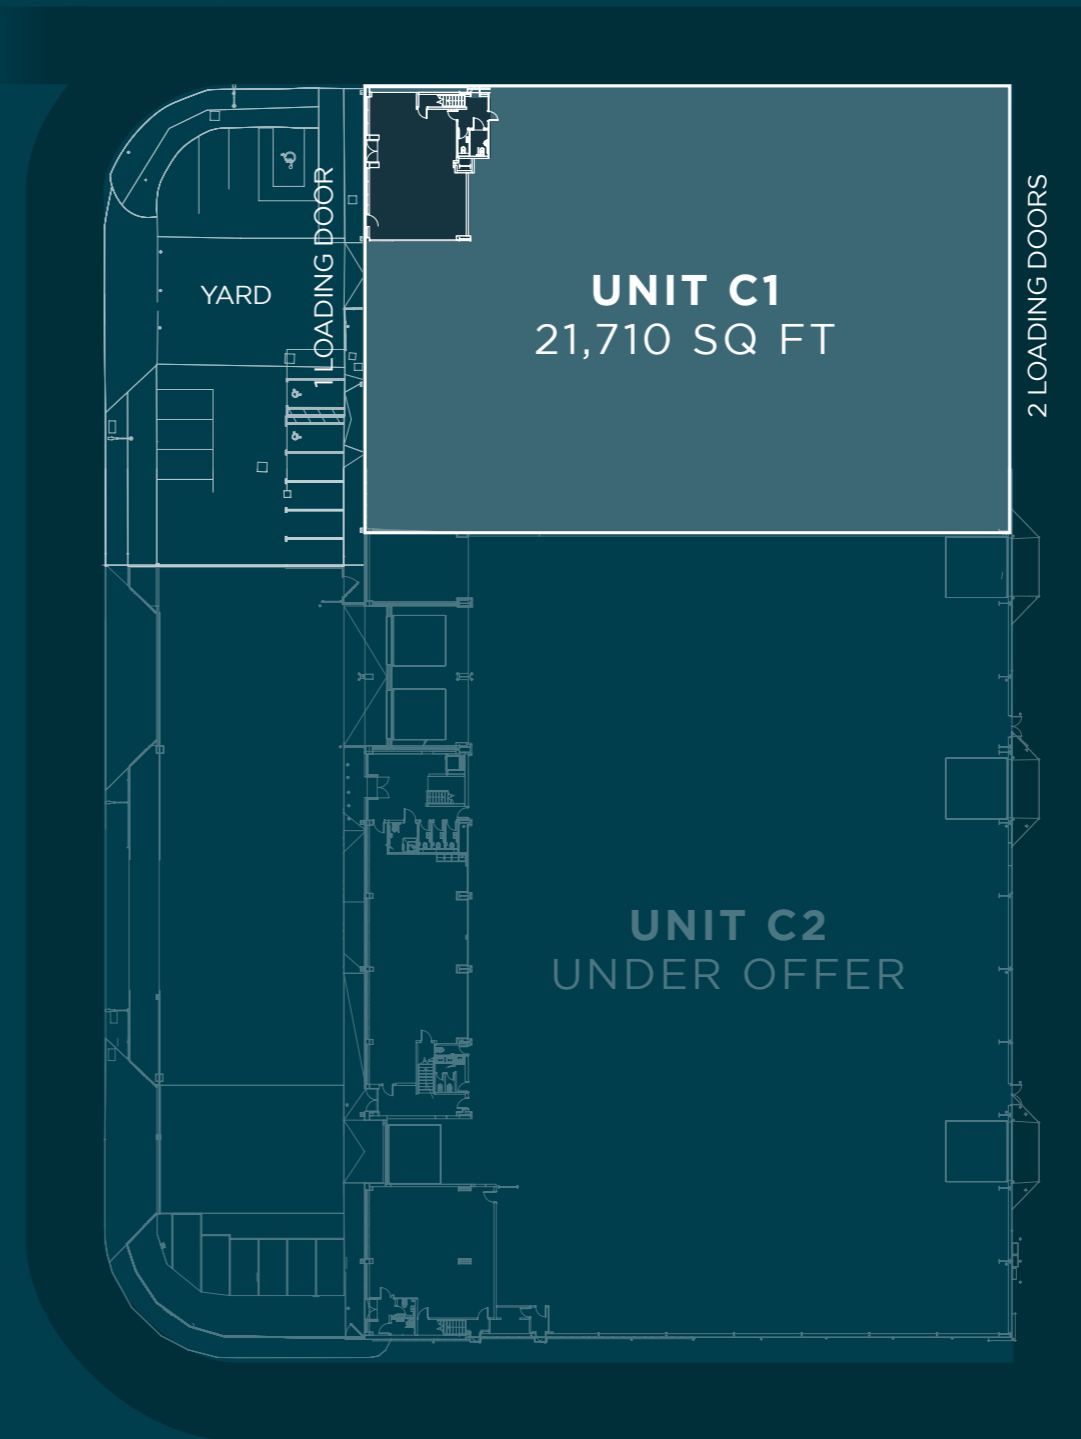 1 LOADING DOOR
YARD
UNIT C1
21,710 SQ FT
2 LOADING DOORS
UNIT C2
UNDER OFFER